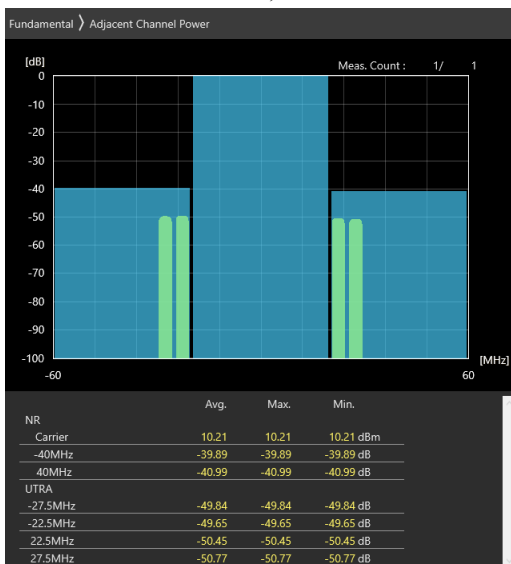 Fundamental 〉 Adjacent Channel Power
[dB]
Meas. Count : 1/ 1
0
-10
-20
-30
-40
-50
-60
-70
-80
-90
-100
[MHz]
-60 60
Avg. Max. Min.
NR
Carrier 10.21 10.21 10.21 dBm
-40MHz -39.89 -39.89 -39.89 dB
40MHz -40.99 -40.99 -40.99 dB
UTRA
-27.5MHz -49.84 -49.84 -49.84 dB
-22.5MHz -49.65 -49.65 -49.65 dB
22.5MHz -50.45 -50.45 -50.45 dB
27.5MHz -50.77 -50.77 -50.77 dB